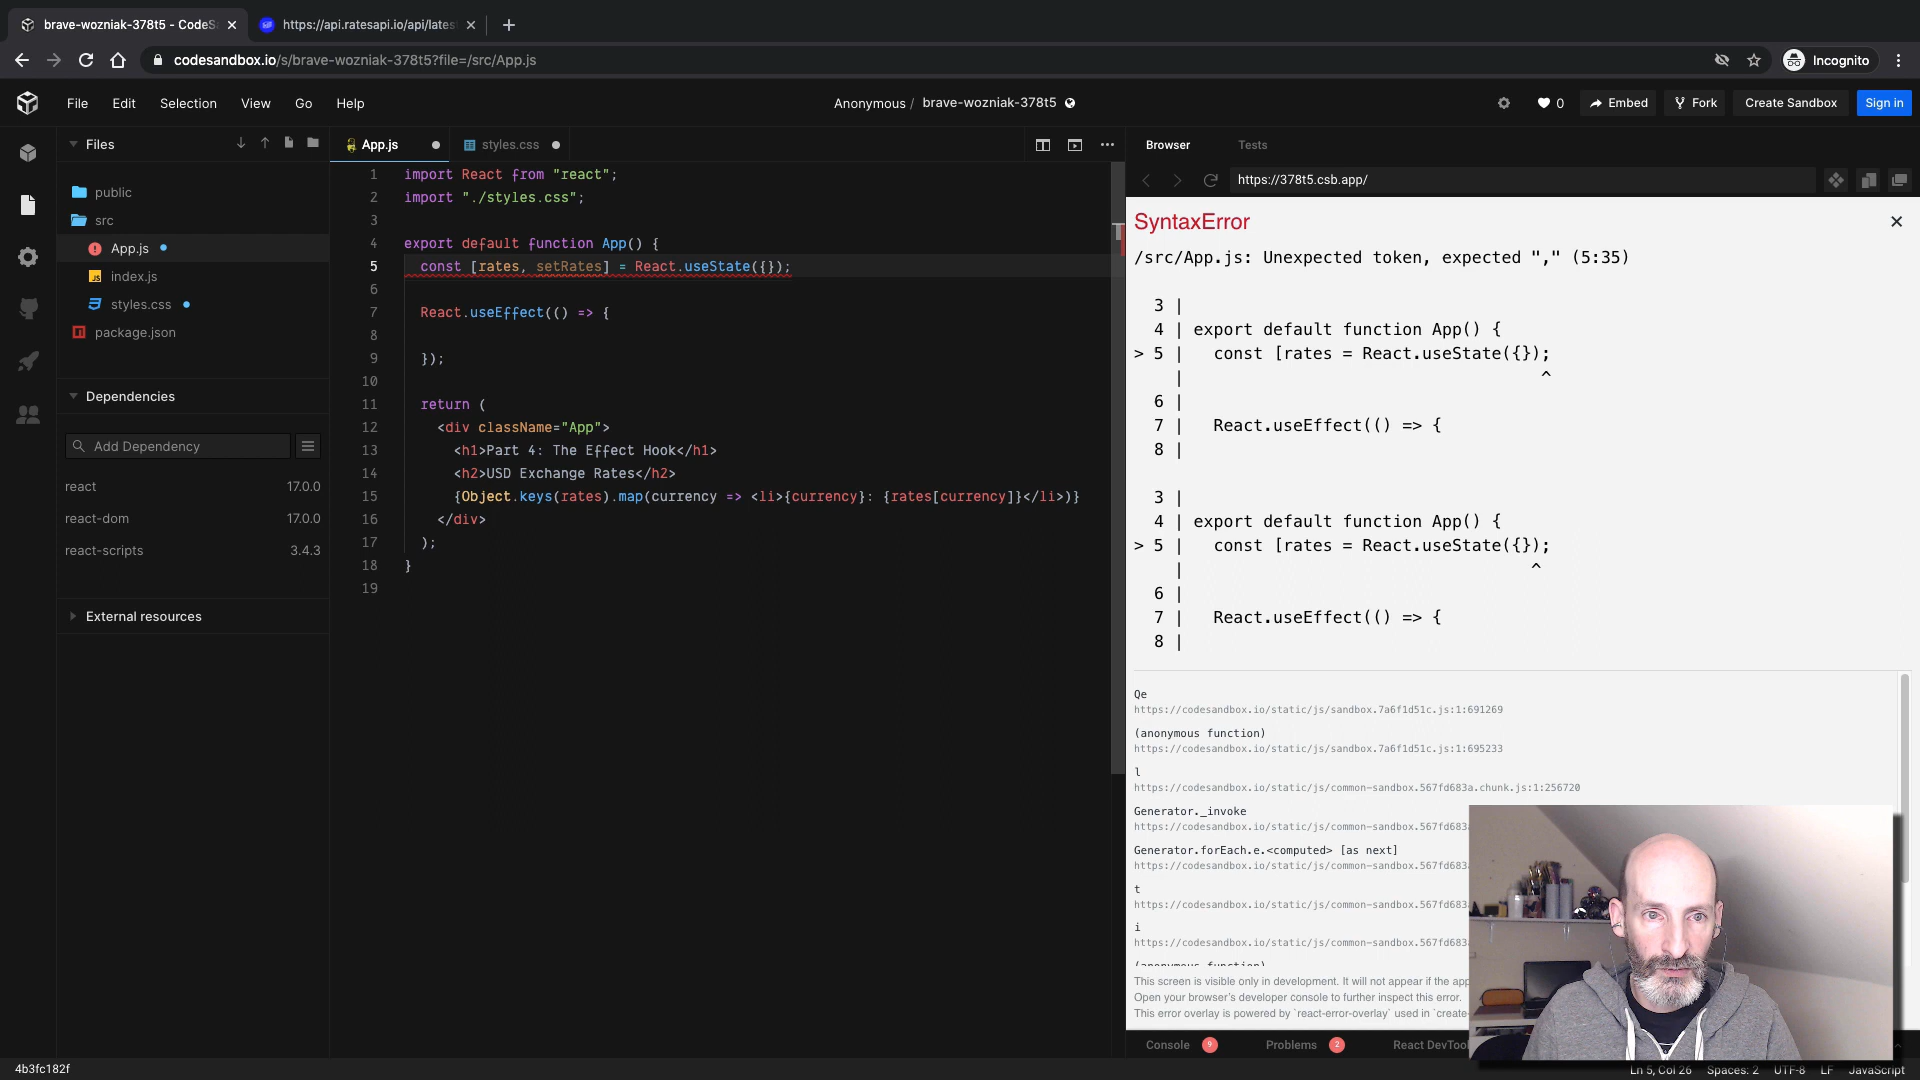 brave-wozniak-378t5 - CodeS
https://api.ratesapi.io/api/lates
codesandbox.io/s/brave-wozniak-378t5?file=/src/App.js
Incognito
File Edit Selection View Go Help
Anonymous / brave-wozniak-378t5
0
Embed
Fork
Create Sandbox
Sign in
Files
public
src
App.js
index.js
styles.css
package.json
Dependencies
Add Dependency
react 17.0.0
react-dom 17.0.0
react-scripts 3.4.3
External resources
App.js
styles.css
1 import React from "react";
2 import "./styles.css";
3
4 export default function App() {
5 const [rates, setRates] = React.useState({});
6
7 React.useEffect(() => {
8
9 });
10
11 return (
12 <div className="App">
13 <h1>Part 4: The Effect Hook</h1>
14 <h2>USD Exchange Rates</h2>
15 {Object.keys(rates).map(currency => <li>{currency}: {rates[currency]}</li>)}
16 </div>
17 );
18 }
19
Browser Tests
https://378t5.csb.app/
SyntaxError
/src/App.js: Unexpected token, expected "," (5:35)
3 |
4 | export default function App() {
> 5 | const [rates = React.useState({});
| ^
6 |
7 | React.useEffect(() => {
8 |
3 |
4 | export default function App() {
> 5 | const [rates = React.useState({});
| ^
6 |
7 | React.useEffect(() => {
8 |
Qe
https://codesandbox.io/static/js/sandbox.7a6f1d51c.js:1:691269
(anonymous function)
https://codesandbox.io/static/js/sandbox.7a6f1d51c.js:1:695233
l
https://codesandbox.io/static/js/common-sandbox.567fd683a.chunk.js:1:256720
Generator._invoke
https://codesandbox.io/static/js/common-sandbox.567fd683a
Generator.forEach.e.<computed> [as next]
https://codesandbox.io/static/js/common-sandbox.567fd683a
t
https://codesandbox.io/static/js/common-sandbox.567fd683a
i
https://codesandbox.io/static/js/common-sandbox.567fd683a
(anonymous function)
This screen is visible only in development. It will not appear if the app
Open your browser's developer console to further inspect this error.
This error overlay is powered by `react-error-overlay` used in `create-
Console 9
Problems 2
React DevTool
4b3fc182f
Ln 5, Col 26 Spaces: 2 UTF-8 LF JavaScript